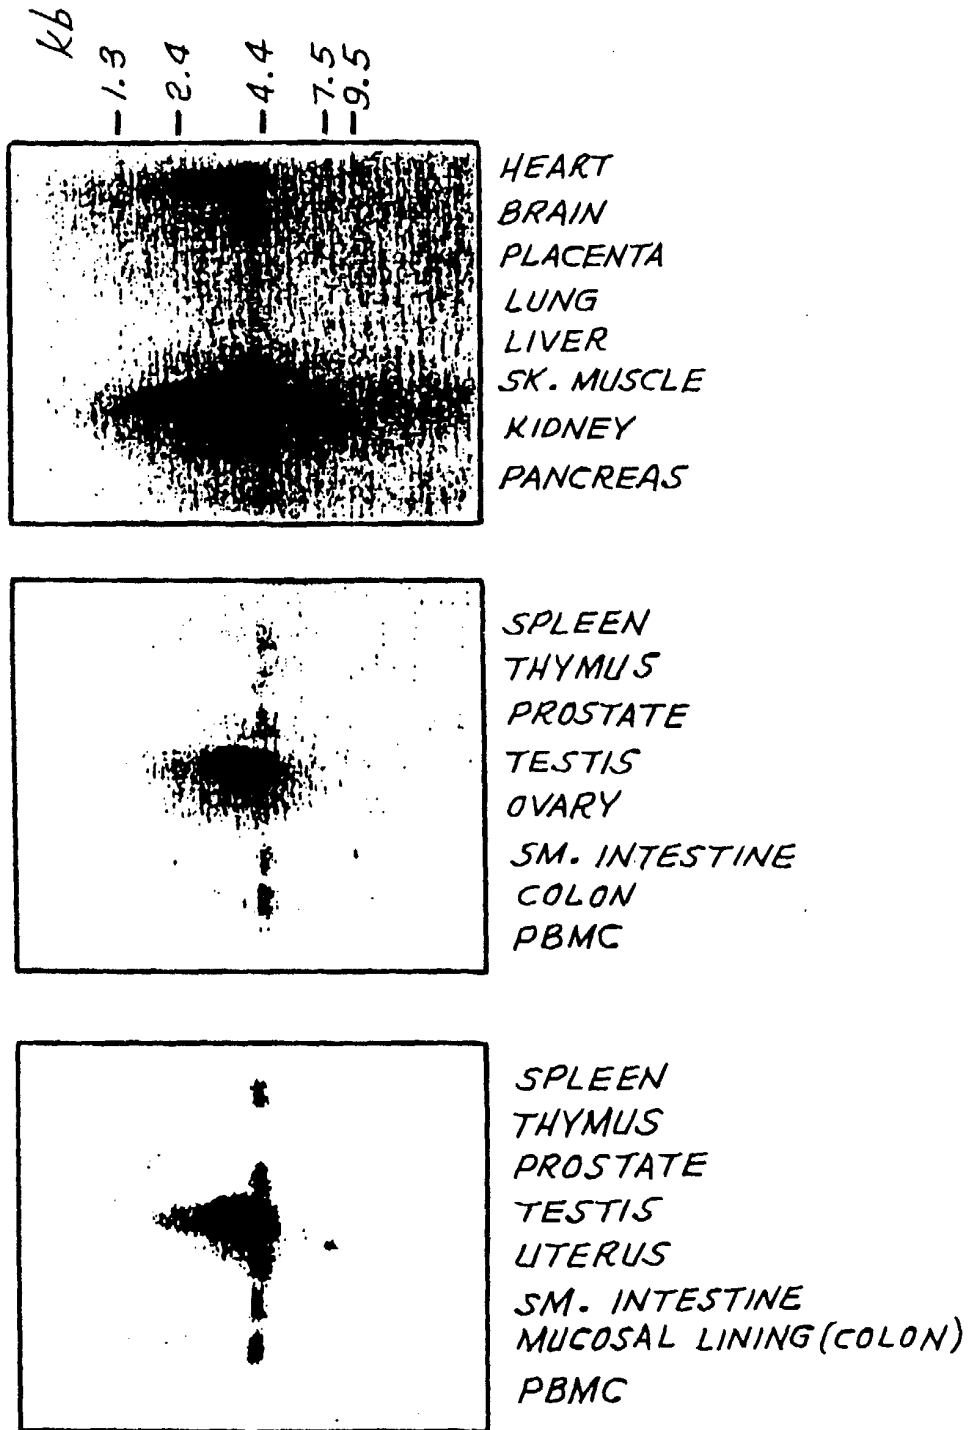 kb
-1.3
-2.4
-4.4
-7.5
-9.5
HEART
BRAIN
PLACENTA
LUNG
LIVER
SK. MUSCLE
KIDNEY
PANCREAS
SPLEEN
THYMUS
PROSTATE
TESTIS
OVARY
SM. INTESTINE
COLON
PBMC
SPLEEN
THYMUS
PROSTATE
TESTIS
UTERUS
SM. INTESTINE
MUCOSAL LINING (COLON)
PBMC